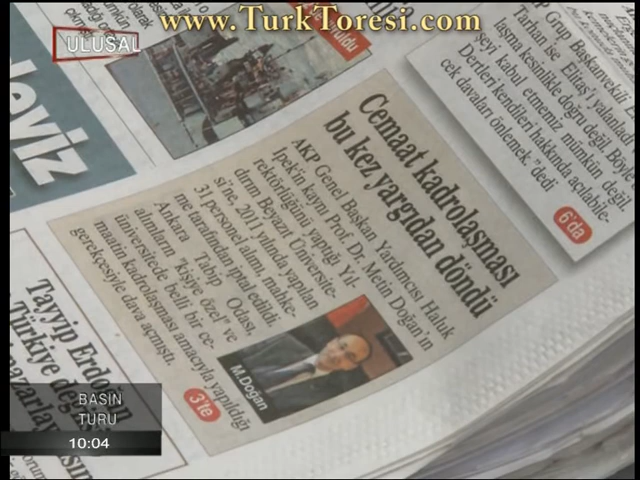 www.TurkToresi.com
ULUSAL
deviz
Cemaat kadrolaşması
bu kez yargıdan döndü
AKP Genel Başkan Yardımcısı Haluk
İpek'in kayını Prof. Dr. Metin Doğan'ın
rektörlüğünü yaptığı Yıl-
dırım Beyazıt Üniversite-
si'ne, 2011 yılında yapılan
31 personel alımı, mahke-
me tarafından iptal edildi.
Ankara Tabip Odası,
alımların "kişiye özel" ve
üniversitede belli bir ce-
maatin kadrolaşması amacıyla yapıldığı
gerekçesiyle dava açmıştı.
3'te
M.Doğan
Grup Başkanvekili
Tanman ise "Elitaş'ı yalanladı
laşma kesinlikle doğru değil. Böyle
şeyi kabul etmemiz mümkün değil.
Dertleri kendileri hakkında açılabile-
cek davaları önlemek" dedi
6'da
Tayyip Erdoğan
Türkiye
BASIN
TURU
10:04